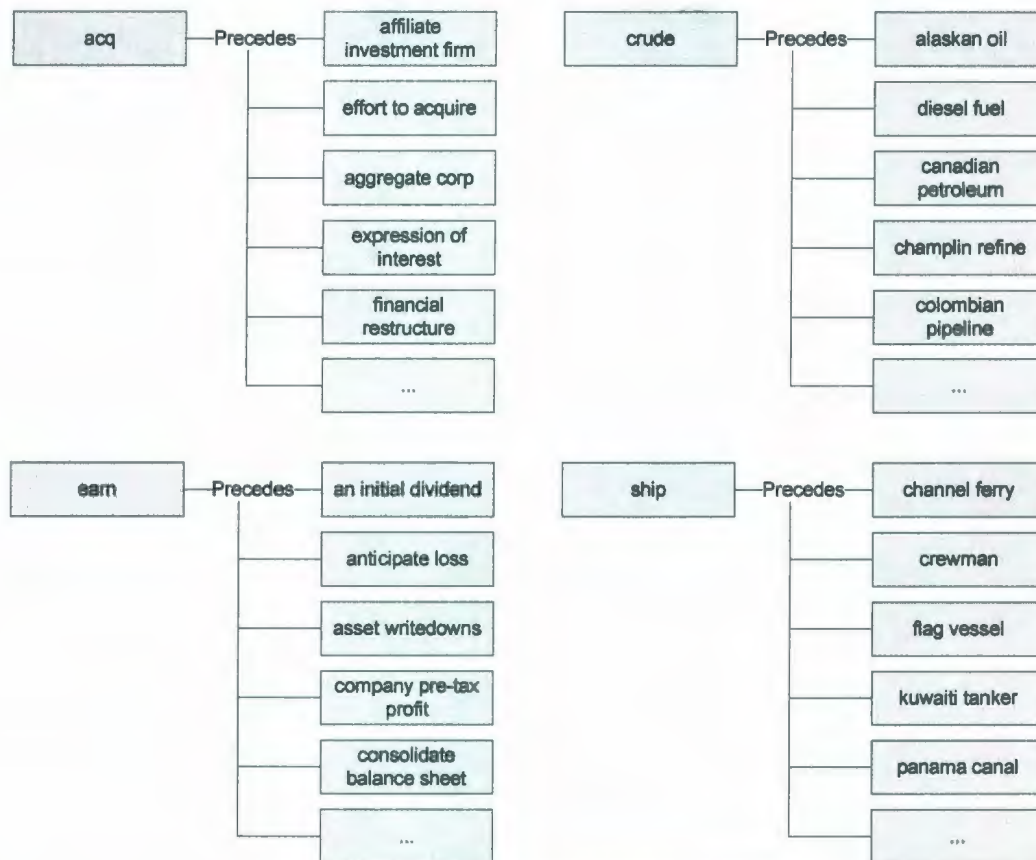 acq
Precedes
affiliate
investment firm
effort to acquire
aggregate corp
expression of
interest
financial
restructure
...
crude
Precedes
alaskan oil
diesel fuel
canadian
petroleum
champlin refine
colombian
pipeline
...
earn
Precedes
an initial dividend
anticipate loss
asset writedowns
company pre-tax
profit
consolidate
balance sheet
...
ship
Precedes
channel ferry
crewman
flag vessel
kuwaiti tanker
panama canal
...